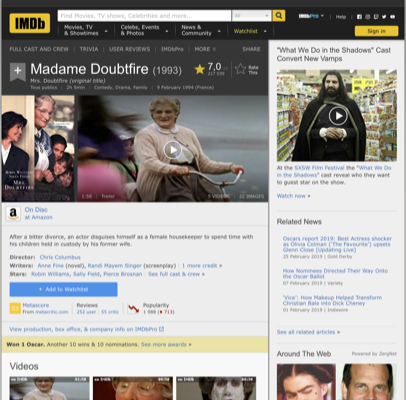 IMDb
Find Movies, TV shows, Celebrities and more...
All
IMDbPro
Help
Movies, TV
& Showtimes
Celebs, Events
& Photos
News &
Community
Watchlist
Sign in
FULL CAST AND CREW | TRIVIA | USER REVIEWS | IMDbPro | MORE
SHARE
Madame Doubtfire (1993)
7,0
Rate
This
Mrs. Doubtfire (original title)
Tous publics | 2h 5min | Comedy, Drama, Family | 9 February 1994 (France)
MRS.
DOUBTFIRE
1:58 | Trailer
5 VIDEOS
12 IMAGES
On Disc
at Amazon
After a bitter divorce, an actor disguises himself as a female housekeeper to spend time with
his children held in custody by his former wife.
Director: Chris Columbus
Writers: Anne Fine (novel), Randi Mayem Singer (screenplay) | 1 more credit »
Stars: Robin Williams, Sally Field, Pierce Brosnan | See full cast & crew »
+ Add to Watchlist
Metascore
From metacritic.com
Reviews
252 user | 55 critic
Popularity
View production, box office, & company info on IMDbPro
Won 1 Oscar. Another 10 wins & 10 nominations. See more awards »
Videos
"What We Do in the Shadows" Cast
Convert New Vamps
At the SXSW Film Festival the "What We
Do in the Shadows" cast reveal who they want
to guest star on the show.
Watch now »
Related News
Oscars report 2019: Best Actress shocker
as Olivia Colman ('The Favourite') upsets
Glenn Close [Updating Live]
25 February 2019 | Gold Derby
How Nominees Directed Their Way Onto
the Oscar Ballot
07 February 2019 | Variety
'Vice': How Makeup Helped Transform
Christian Bale into Dick Cheney
01 February 2019 | Indiewire
See all related articles »
Around The Web
Powered by ZergNet